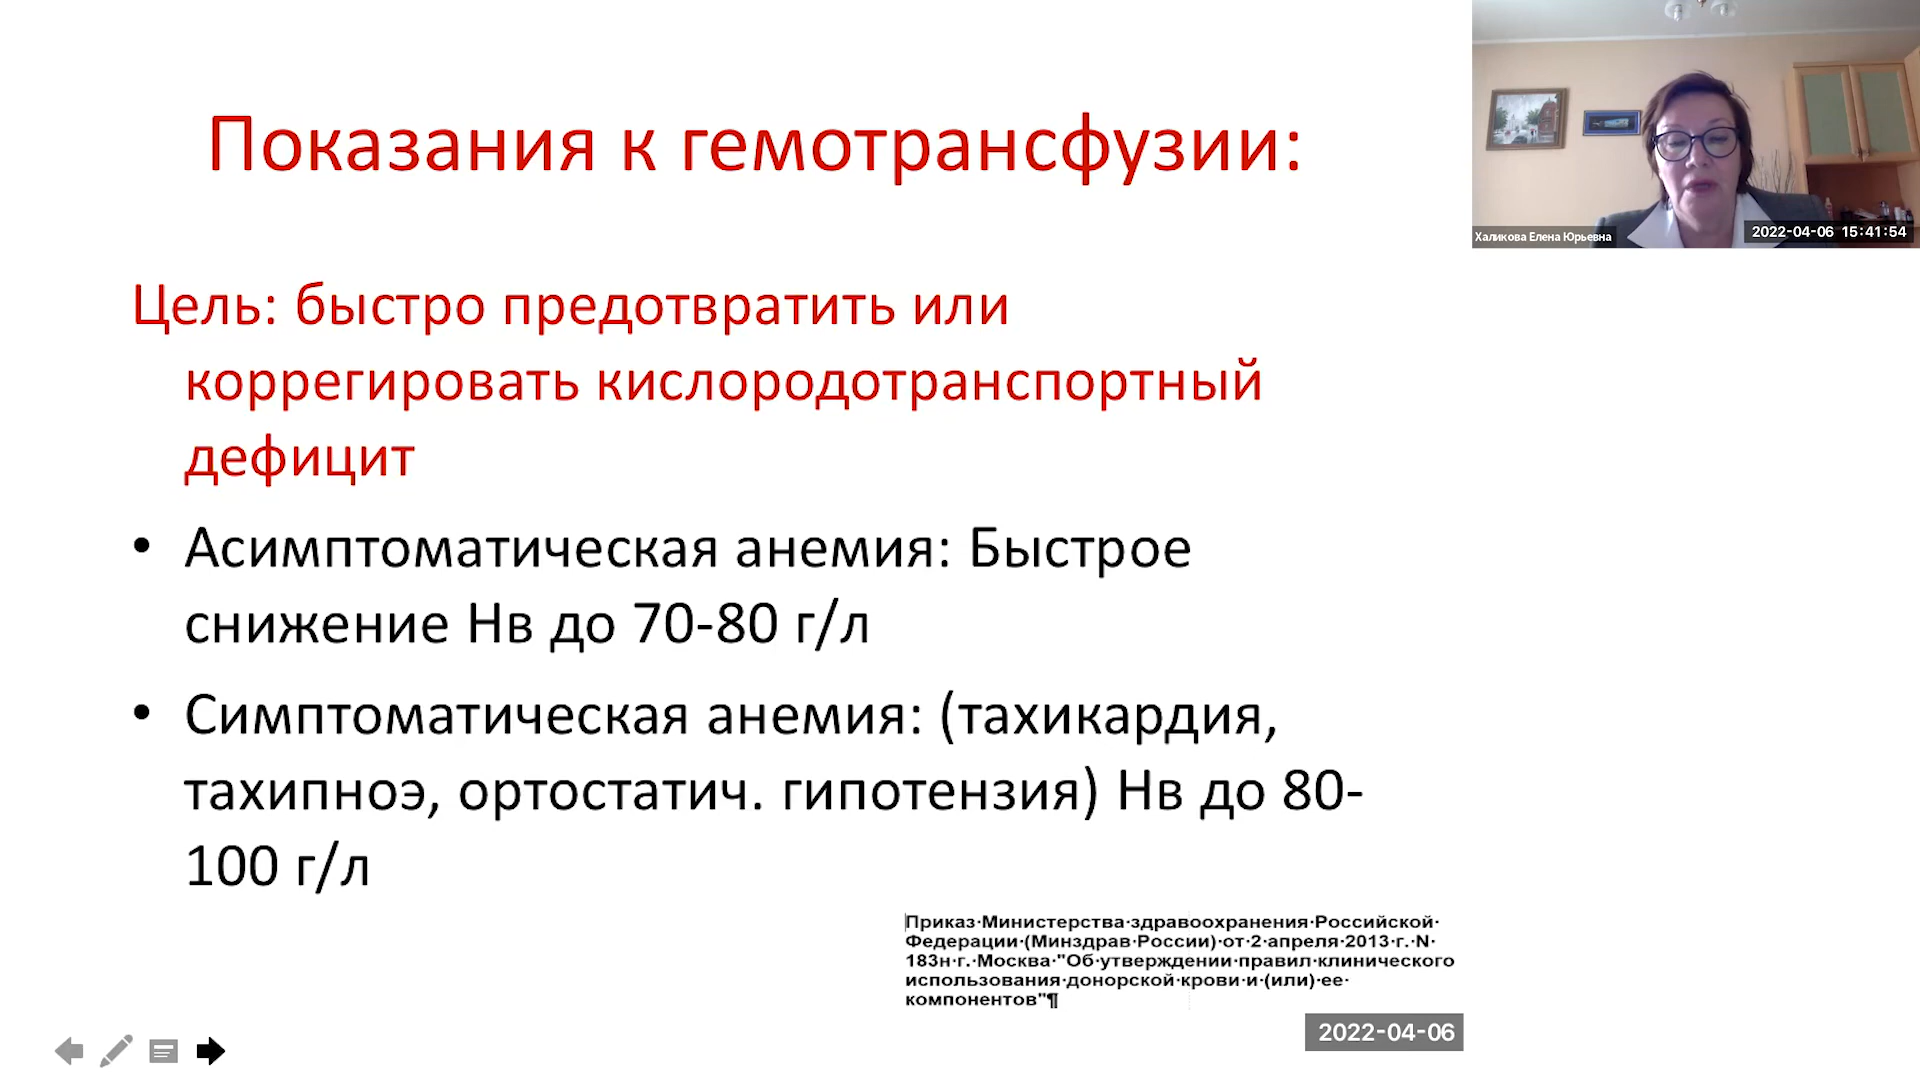 Показания к гемотрансфузии:
Цель: быстро предотвратить или
коррегировать кислородотранспортный
дефицит
• Асимптоматическая анемия: Быстрое
снижение Нв до 70-80 г/л
• Симптоматическая анемия: (тахикардия,
тахипноэ, ортостатич. гипотензия) Нв до 80-
100 г/л
Приказ·Министерства·здравоохранения·Российской·
Федерации·(Минздрав·России)·от·2·апреля·2013·г.·N·
183н·г.·Москва·"Об·утверждении·правил·клинического
использования·донорской·крови·и·(или)·ее·
компонентов"¶
2022-04-06
Халикова Елена Юрьевна
2022-04-06 15:41:54